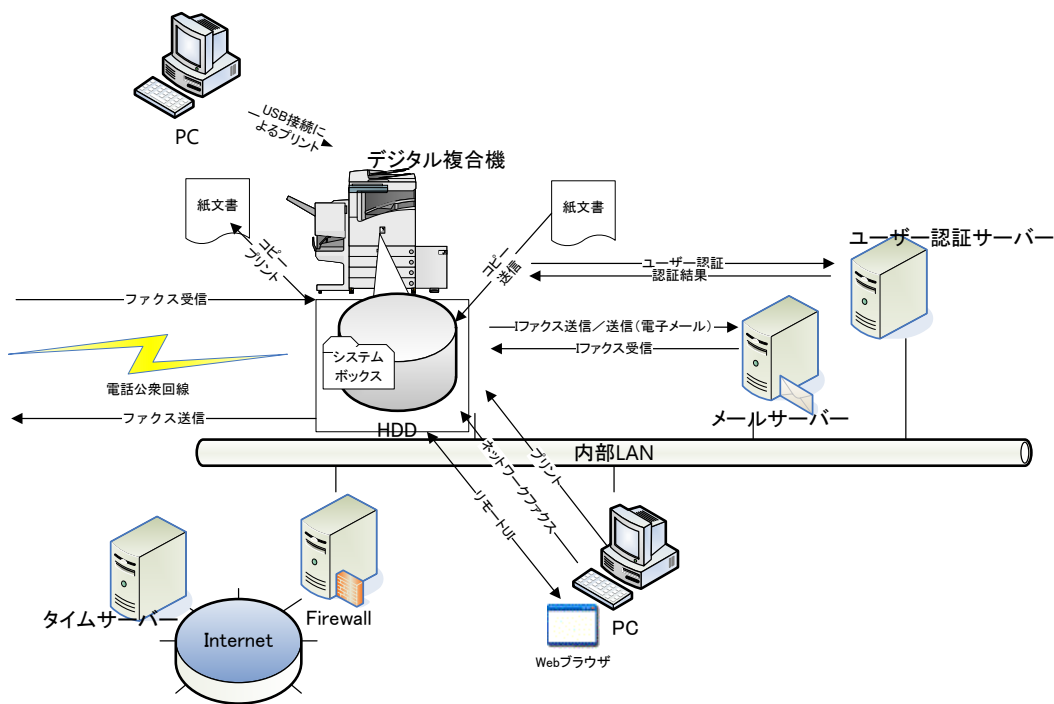 PC
USB接続に
よるプリント
デジタル複合機
紙文書
コピー
プリント
紙文書
コピー
送信
ユーザー認証サーバー
ユーザー認証
認証結果
ファクス受信
Iファクス送信／送信(電子メール)
Iファクス受信
システム
ボックス
電話公衆回線
ファクス送信
HDD
メールサーバー
内部LAN
プリント
ネットワークファクス
リモートUI
タイムサーバー
Firewall
Internet
PC
Webブラウザ